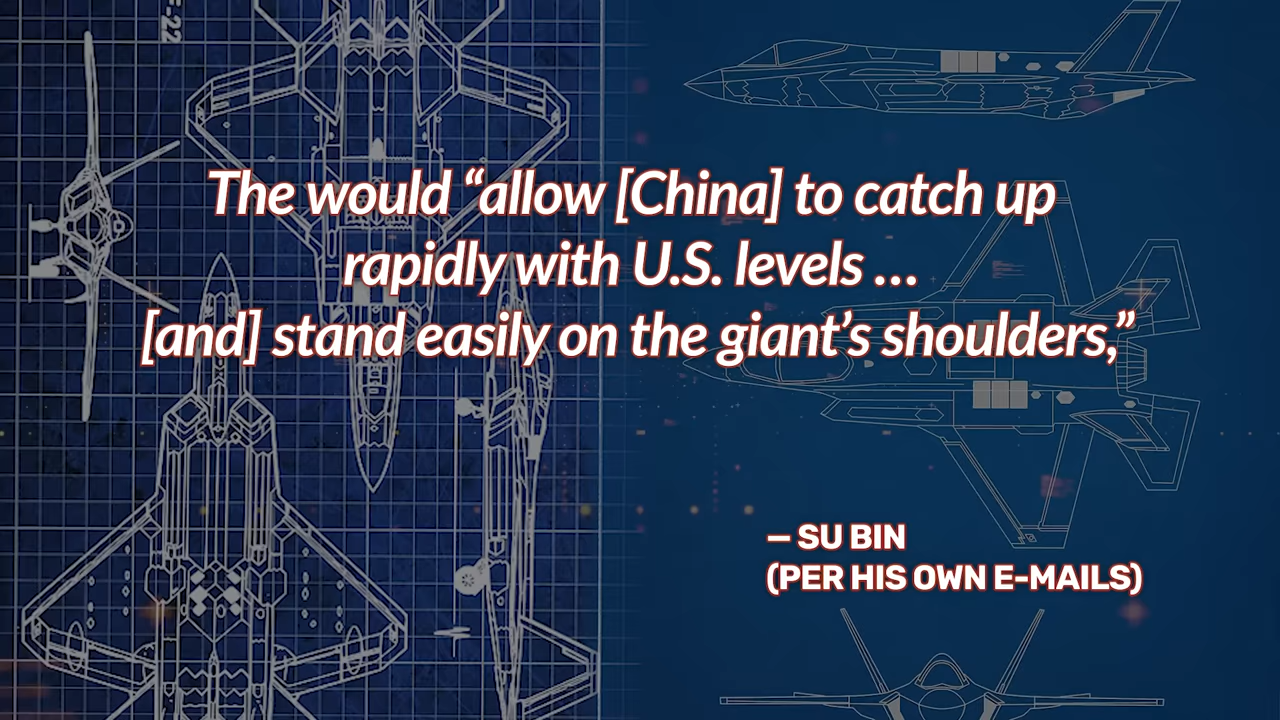 F-22
The would “allow [China] to catch up
rapidly with U.S. levels …
[and] stand easily on the giant’s shoulders,”
– SU BIN
(PER HIS OWN E-MAILS)